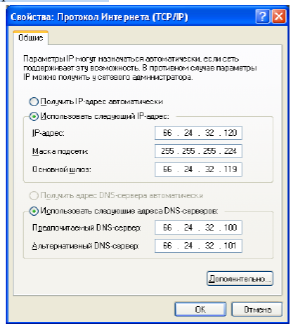 Свойства: Протокол Интернета (TCP/IP)
Общие
Параметры IP могут назначаться автоматически, если сеть
поддерживает эту возможность. В противном случае параметры
IP можно получить у сетевого администратора.
Получить IP-адрес автоматически
Использовать следующий IP-адрес:
IP-адрес: 66 . 24 . 32 . 120
Маска подсети: 255 . 255 . 255 . 224
Основной шлюз: 66 . 24 . 32 . 119
Получить адрес DNS-сервера автоматически
Использовать следующие адреса DNS-серверов:
Предпочитаемый DNS-сервер: 66 . 24 . 32 . 100
Альтернативный DNS-сервер: 66 . 24 . 32 . 101
Дополнительно...
OK Отмена